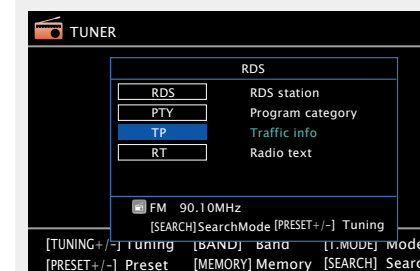 TUNER
RDS
RDS RDS station
PTY Program category
TP Traffic info
RT Radio text
FM 90.10MHz
[SEARCH]SearchMode [PRESET+/-] Tuning
[TUNING+/-] Tuning [BAND] Band [T.MODE] Mode
[PRESET+/-] Preset [MEMORY] Memory [SEARCH] Searc